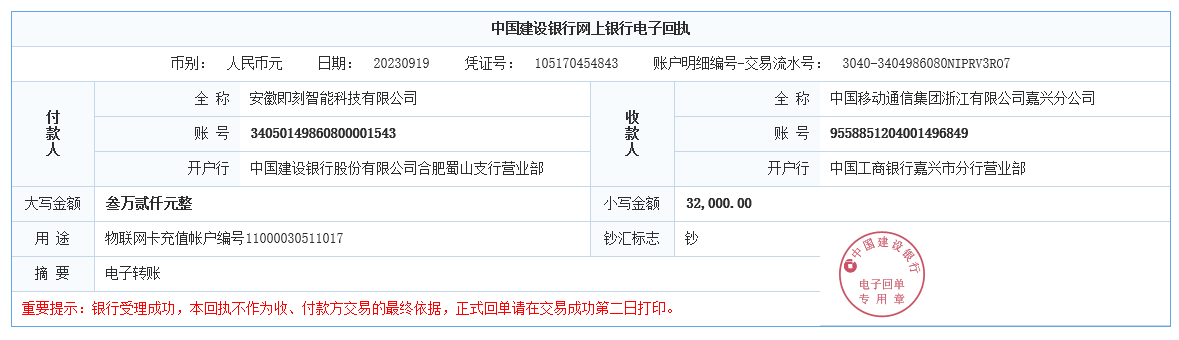 中国建设银行网上银行电子回执
币别： 人民币元 日期： 20230919 凭证号： 105170454843 账户明细编号-交易流水号： 3040-3404986080NIPRV3RO7
付款人 全 称 安徽即刻智能科技有限公司 收款人 全 称 中国移动通信集团浙江有限公司嘉兴分公司
账 号 34050149860800001543 账 号 9558851204001496849
开户行 中国建设银行股份有限公司合肥蜀山支行营业部 开户行 中国工商银行嘉兴市分行营业部
大写金额 叁万贰仟元整 小写金额 32,000.00
用 途 物联网卡充值帐户编号11000030511017 钞汇标志 钞
摘 要 电子转账
中国建设银行
电子回单
专用章
重要提示：银行受理成功，本回执不作为收、付款方交易的最终依据，正式回单请在交易成功第二日打印。